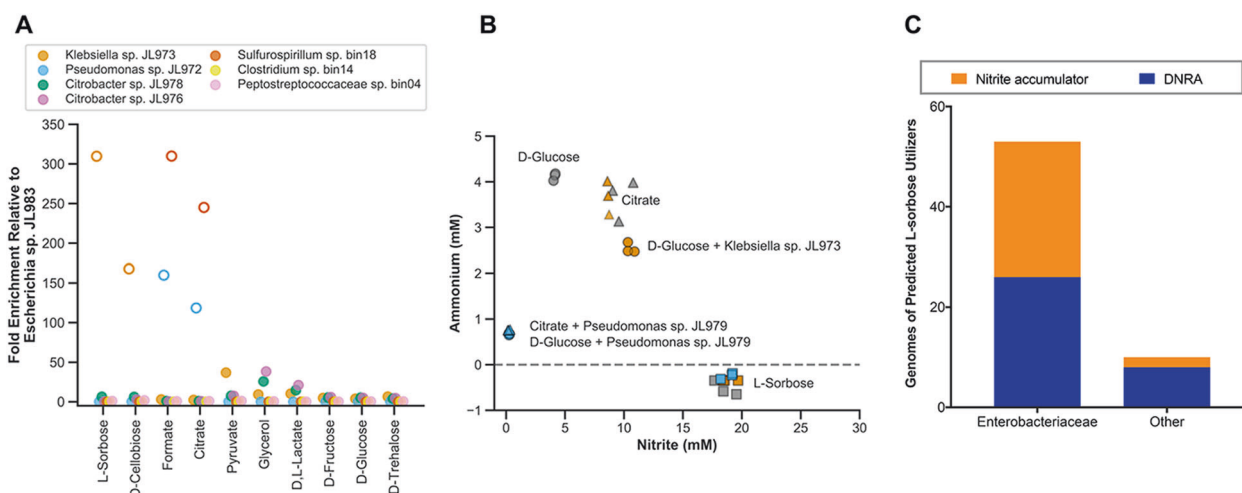 A
Klebsiella sp. JL973
Pseudomonas sp. JL972
Citrobacter sp. JL978
Citrobacter sp. JL976
Sulfurospirillum sp. bin18
Clostridium sp. bin14
Peptostreptococcaceae sp. bin04
Fold Enrichment Relative to
Escherichia sp. JL983
350
300
250
200
150
100
50
0
L-Sorbose
D-Cellobiose
Formate
Citrate
Pyruvate
Glycerol
D,L-Lactate
D-Fructose
D-Glucose
D-Trehalose
B
Ammonium (mM)
5
4
3
2
1
0
−1
D-Glucose
Citrate
D-Glucose + Klebsiella sp. JL973
Citrate + Pseudomonas sp. JL979
D-Glucose + Pseudomonas sp. JL979
L-Sorbose
0 5 10 15 20 25 30
Nitrite (mM)
C
Nitrite accumulator DNRA
Genomes of Predicted L-sorbose Utilizers
60
40
20
0
Enterobacteriaceae Other